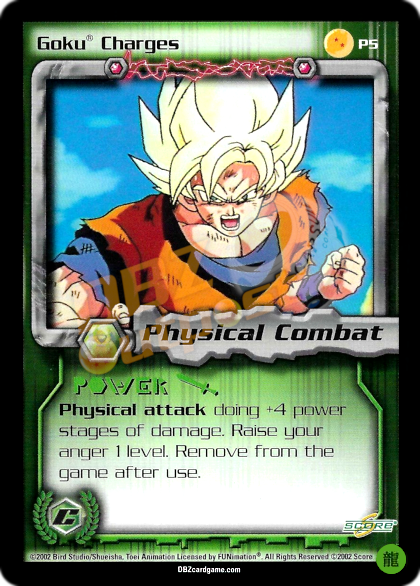 Goku® Charges
P5
Physical Combat
POWER
Physical attack doing +4 power
stages of damage. Raise your
anger 1 level. Remove from the
game after use.
G
SCORE
©2002 Bird Studio/Shueisha, Toei Animation Licensed by FUNimation®. All Rights Reserved ©2002 Score
龍
DBZcardgame.com